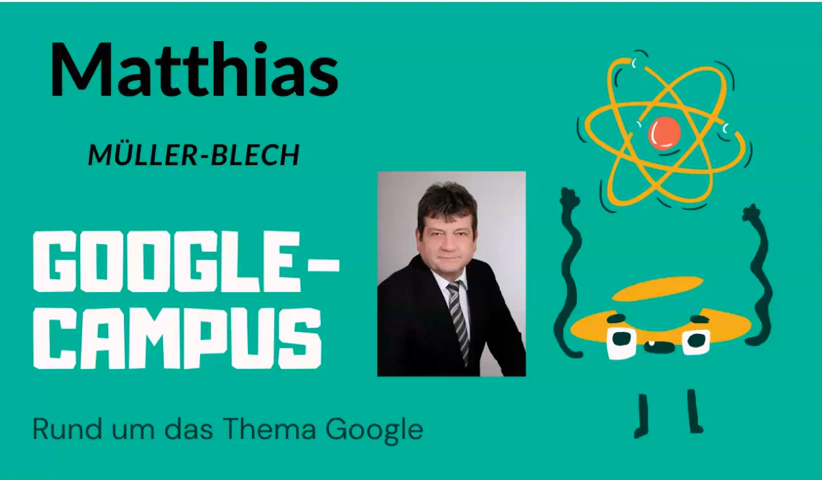 Matthias
MÜLLER-BLECH
GOOGLE-
CAMPUS
Rund um das Thema Google